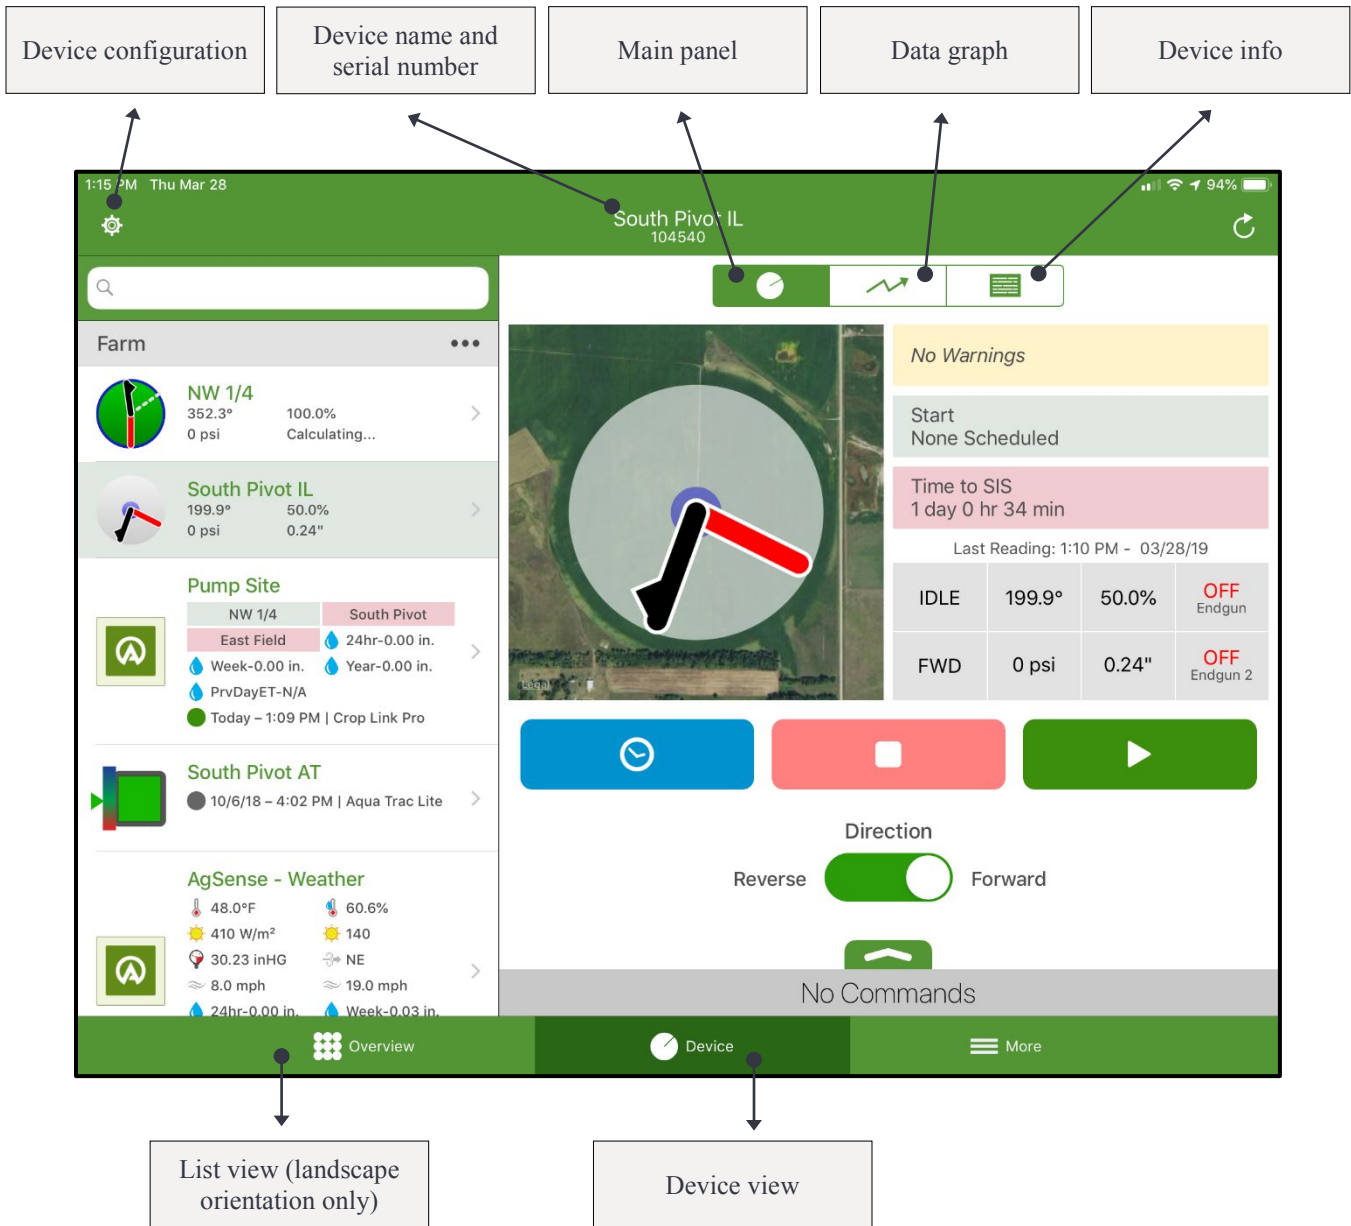 Device configuration
Device name and
serial number
Main panel
Data graph
Device info
1:15 PM Thu Mar 28
94%
South Pivot IL
104540
Farm
•••
NW 1/4
352.3° 100.0%
0 psi Calculating...
South Pivot IL
199.9° 50.0%
0 psi 0.24"
Pump Site
NW 1/4 South Pivot
East Field 24hr-0.00 in.
Week-0.00 in. Year-0.00 in.
PrvDayET-N/A
Today – 1:09 PM | Crop Link Pro
South Pivot AT
10/6/18 – 4:02 PM | Aqua Trac Lite
AgSense - Weather
48.0°F 60.6%
410 W/m² 140
30.23 inHG NE
8.0 mph 19.0 mph
24hr-0.00 in. Week-0.03 in.
Legal
No Warnings
Start
None Scheduled
Time to SIS
1 day 0 hr 34 min
Last Reading: 1:10 PM - 03/28/19
IDLE 199.9° 50.0% OFF
Endgun
FWD 0 psi 0.24" OFF
Endgun 2
Direction
Reverse Forward
No Commands
Overview Device More
List view (landscape
orientation only)
Device view